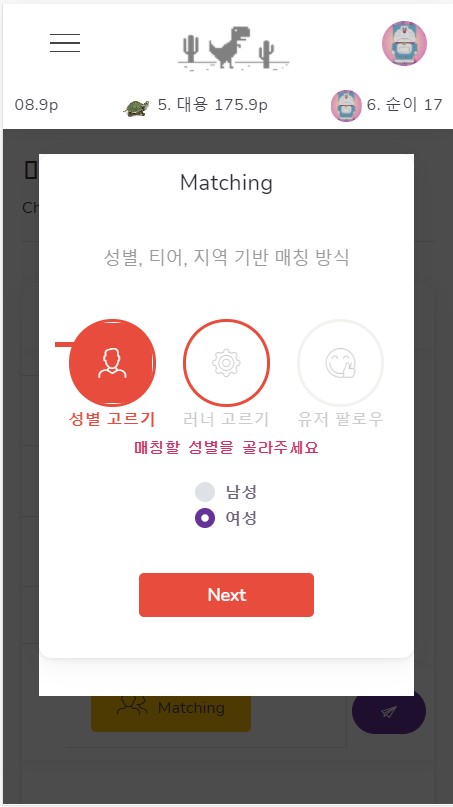 08.9p 5. 대용 175.9p 6. 순이 17
Ch
Matching
성별, 티어, 지역 기반 매칭 방식
성별 고르기 러너 고르기 유저 팔로우
매칭할 성별을 골라주세요
남성
여성
Next
Matching